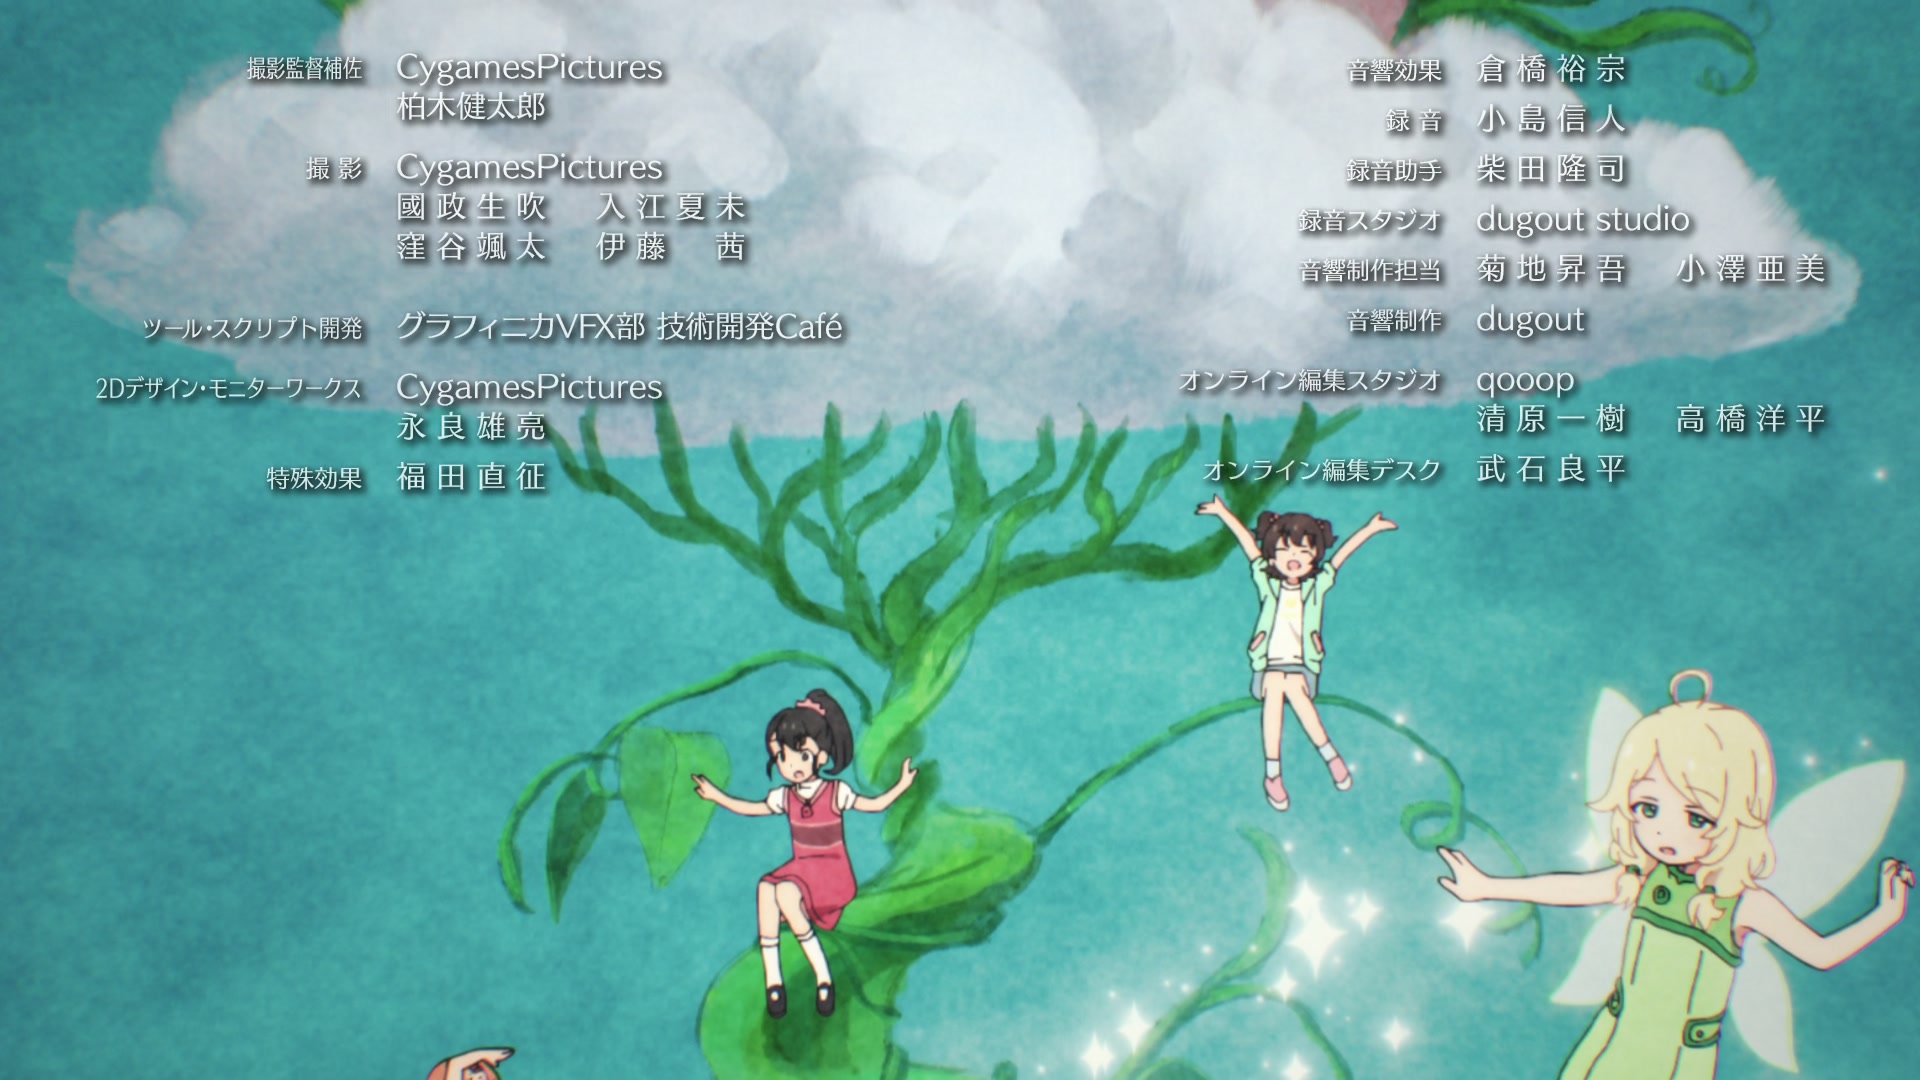 撮影監督補佐 CygamesPictures
柏木健太郎
撮影 CygamesPictures
國政生吹 入江夏未
窪谷颯太 伊藤 茜
ツール・スクリプト開発 グラフィニカVFX部 技術開発Café
2Dデザイン・モニターワークス CygamesPictures
永良雄亮
特殊効果 福田直征
音響効果 倉橋裕宗
録音 小島信人
録音助手 柴田隆司
録音スタジオ dugout studio
音響制作担当 菊地昇吾 小澤亜美
音響制作 dugout
オンライン編集スタジオ qooop
清原一樹 高橋洋平
オンライン編集デスク 武石良平